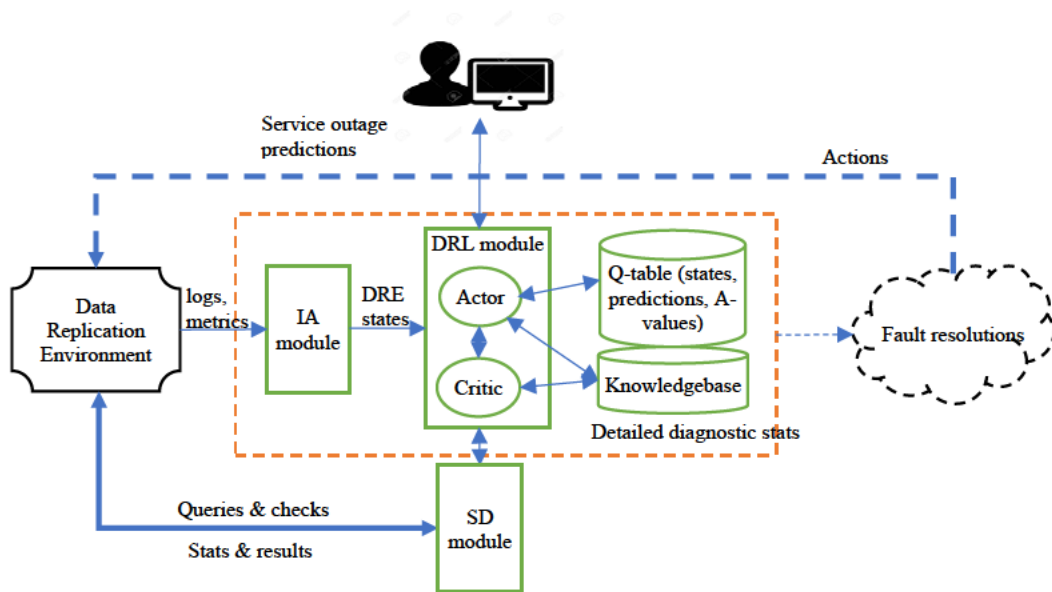 Service outage
predictions
Actions
DRL module
Q-table (states,
predictions, A-
values)
Actor
Data
Replication
Environment
logs,
metrics
IA
module
DRE
states
Fault resolutions
Critic
Knowledgebase
Detailed diagnostic stats
Queries & checks
Stats & results
SD
module